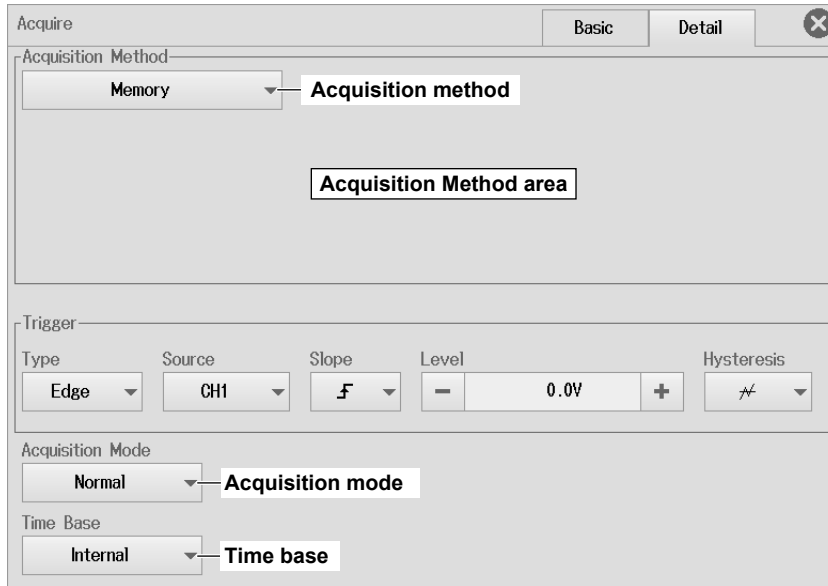 Acquire
Basic
Detail
Acquisition Method
Memory
Acquisition method
Acquisition Method area
Trigger
Type
Source
Slope
Level
Hysteresis
Edge
CH1
0.0V
Acquisition Mode
Normal
Acquisition mode
Time Base
Internal
Time base